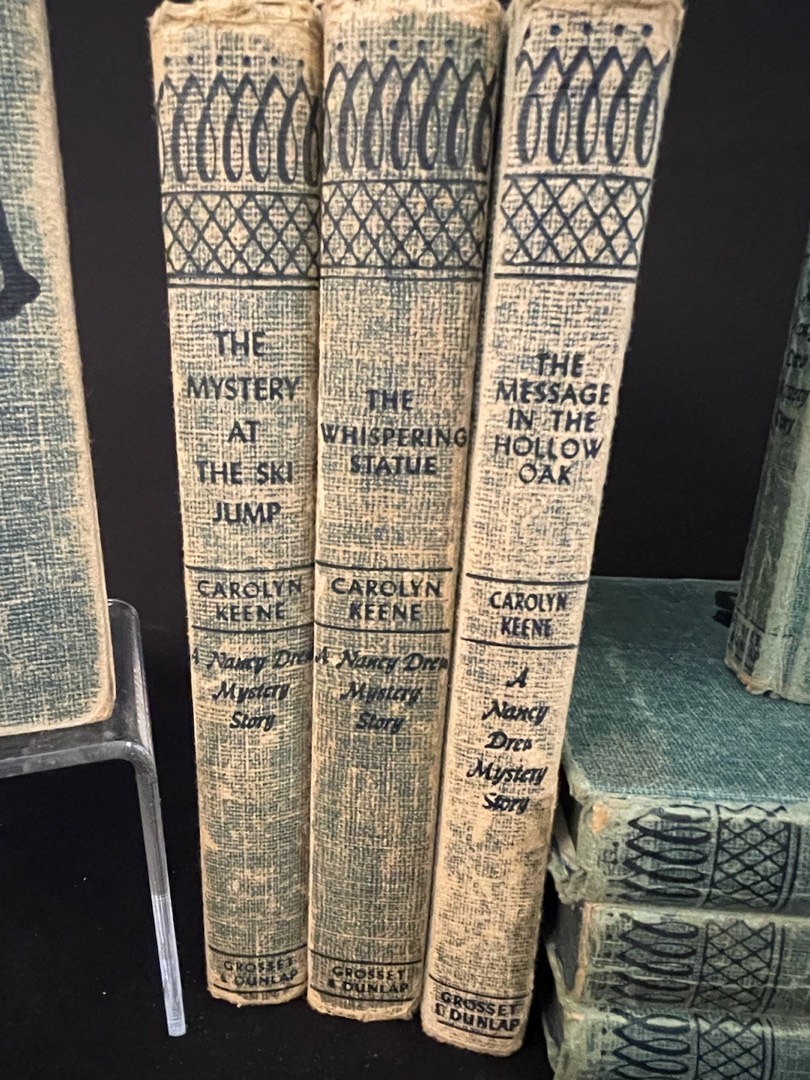 THE
MYSTERY
AT
THE SKI
JUMP
CAROLYN
KEENE
A Nancy Drew
Mystery
Story
GROSSET
& DUNLAP
THE
WHISPERING
STATUE
CAROLYN
KEENE
A Nancy Drew
Mystery
Story
GROSSET
& DUNLAP
THE
MESSAGE
IN THE
HOLLOW
OAK
CAROLYN
KEENE
A
Nancy
Drew
Mystery
Story
GROSSET
& DUNLAP